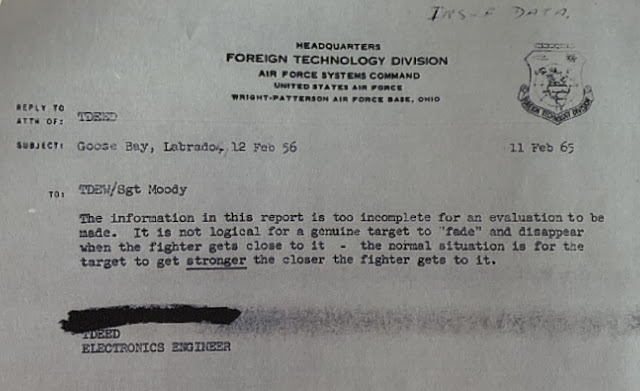 INS-F DATA.
HEADQUARTERS
FOREIGN TECHNOLOGY DIVISION
AIR FORCE SYSTEMS COMMAND
UNITED STATES AIR FORCE
WRIGHT-PATTERSON AIR FORCE BASE, OHIO
FOREIGN TECHNOLOGY DIVISION
REPLY TO
ATTN OF: TDEED
SUBJECT: Goose Bay, Labrador, 12 Feb 56 11 Feb 65
TO: TDEW/Sgt Moody
The information in this report is too incomplete for an evaluation to be
made. It is not logical for a genuine target to "fade" and disappear
when the fighter gets close to it - the normal situation is for the
target to get stronger the closer the fighter gets to it.
TDEED
ELECTRONICS ENGINEER